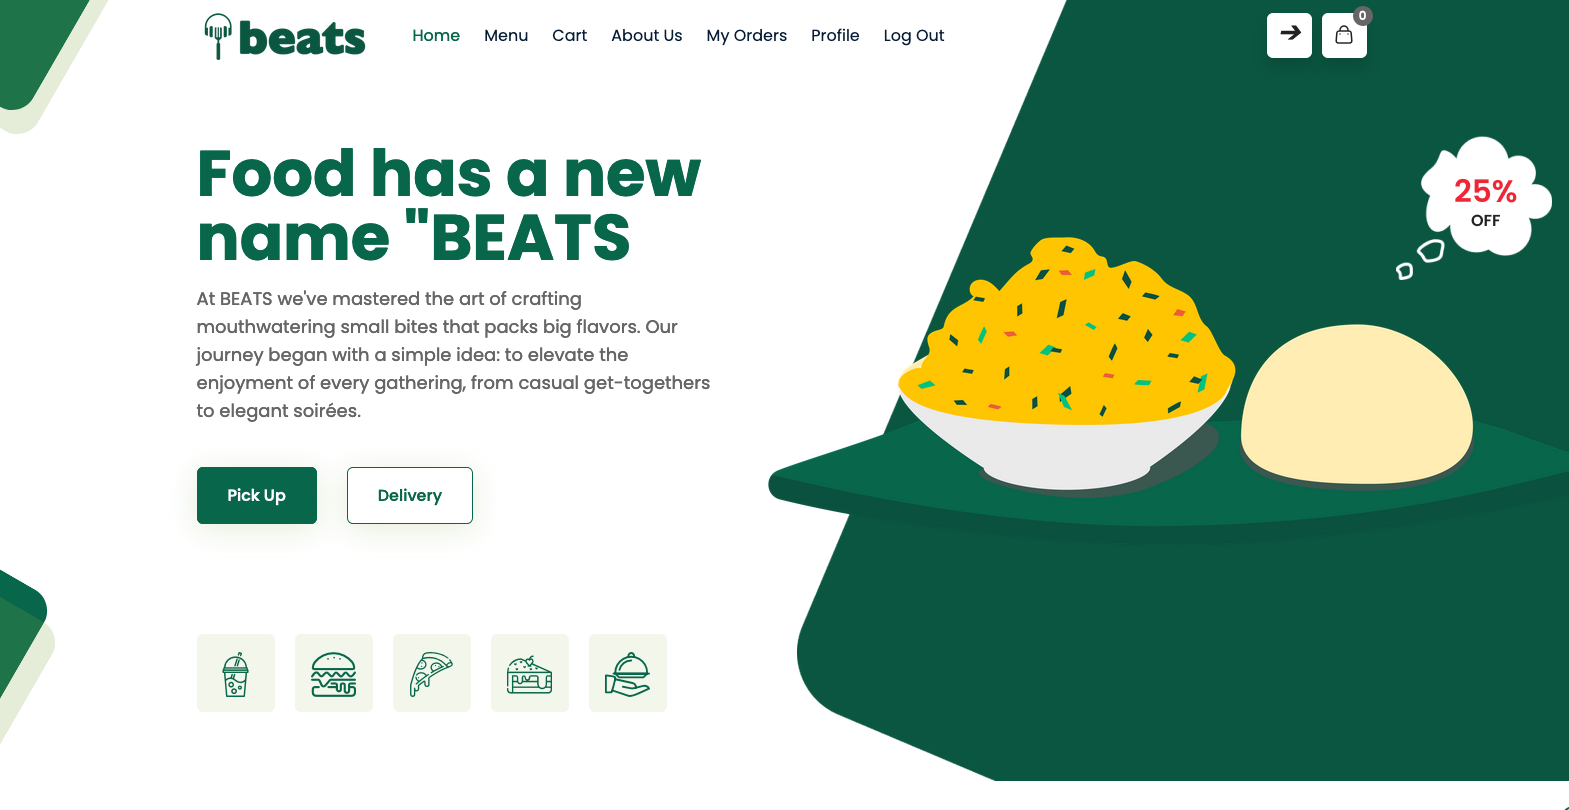 beats
Home Menu Cart About Us My Orders Profile Log Out
0
Food has a new
name "BEATS
At BEATS we've mastered the art of crafting
mouthwatering small bites that packs big flavors. Our
journey began with a simple idea: to elevate the
enjoyment of every gathering, from casual get-togethers
to elegant soirées.
Pick Up
Delivery
25%
OFF